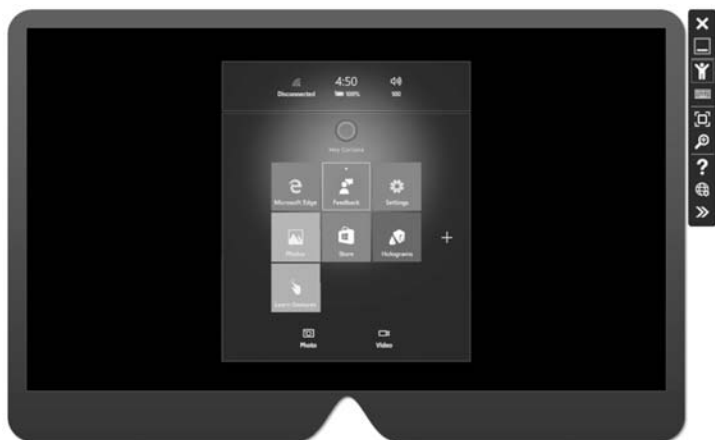 4:50
Disconnected 100% 100
Hey Cortana
Microsoft Edge Feedback Settings
Photos Store Holograms
Learn Gestures
Photo Video